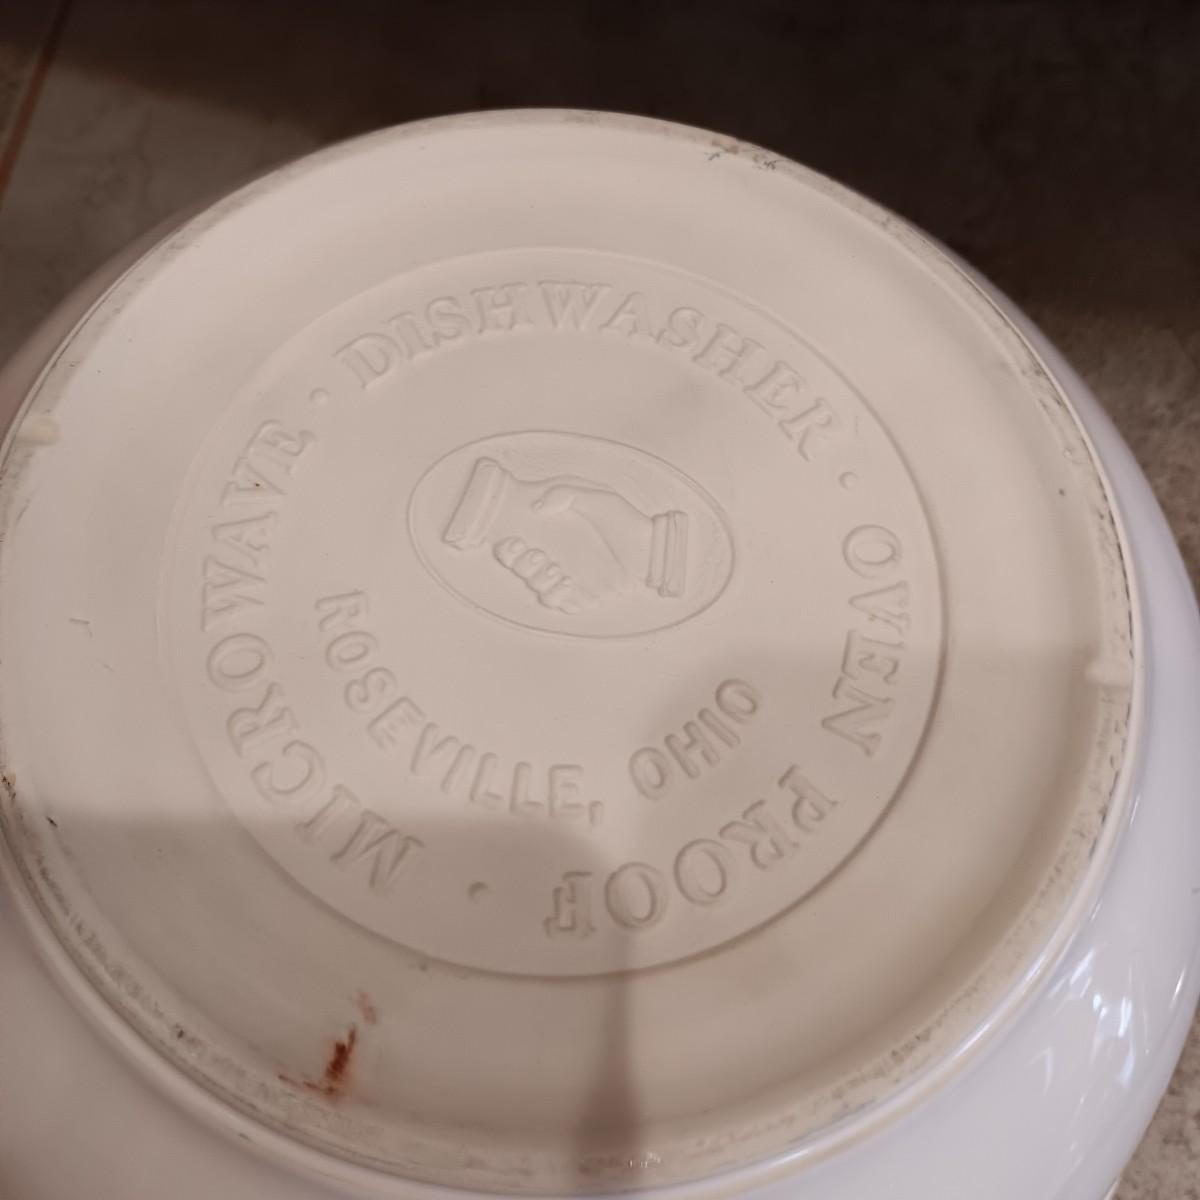 MICROWAVE · DISHWASHER · OVEN PROOF ·
ROSEVILLE, OHIO